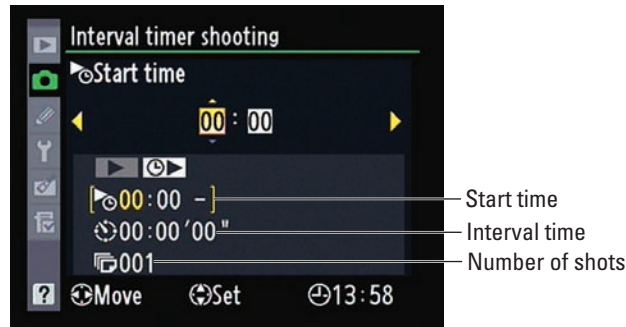 Interval timer shooting
Start time
00 : 00
00:00 –
Start time
00:00'00"
Interval time
001
Number of shots
? Move Set 13:58